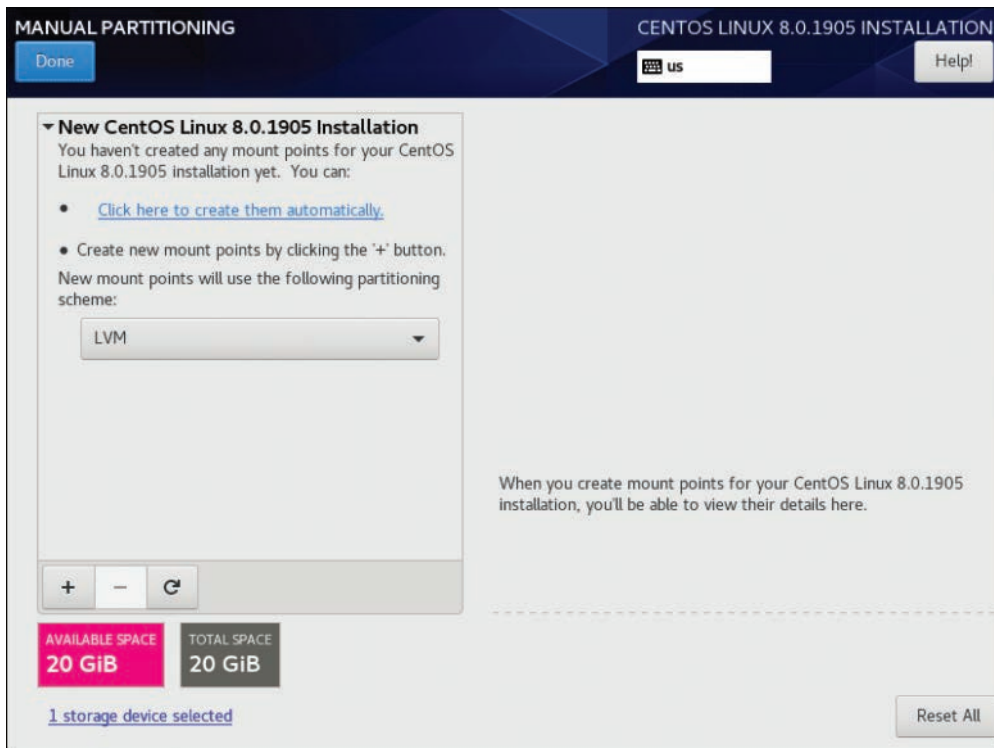 MANUAL PARTITIONING
CENTOS LINUX 8.0.1905 INSTALLATION
Done
us
Help!
New CentOS Linux 8.0.1905 Installation
You haven't created any mount points for your CentOS
Linux 8.0.1905 installation yet. You can:
• Click here to create them automatically.
• Create new mount points by clicking the '+' button.
New mount points will use the following partitioning
scheme:
LVM
When you create mount points for your CentOS Linux 8.0.1905
installation, you'll be able to view their details here.
+ −
AVAILABLE SPACE
20 GiB
TOTAL SPACE
20 GiB
1 storage device selected
Reset All